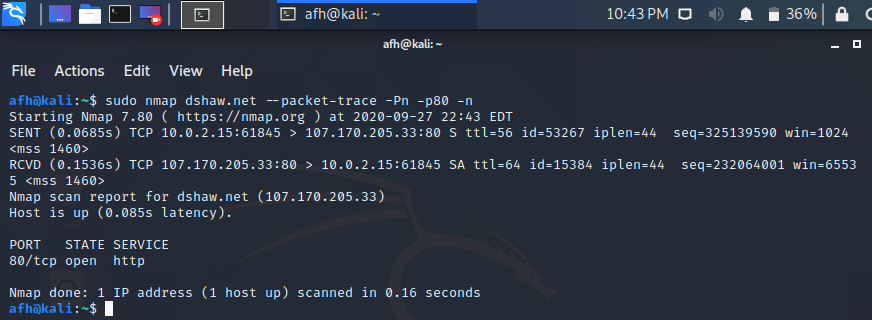 afh@kali: ~
10:43 PM
36%
afh@kali: ~
File Actions Edit View Help
afh@kali:~$ sudo nmap dshaw.net --packet-trace -Pn -p80 -n
Starting Nmap 7.80 ( https://nmap.org ) at 2020-09-27 22:43 EDT
SENT (0.0685s) TCP 10.0.2.15:61845 > 107.170.205.33:80 S ttl=56 id=53267 iplen=44  seq=325139590 win=1024
<mss 1460>
RCVD (0.1536s) TCP 107.170.205.33:80 > 10.0.2.15:61845 SA ttl=64 id=15384 iplen=44  seq=232064001 win=6553
5 <mss 1460>
Nmap scan report for dshaw.net (107.170.205.33)
Host is up (0.085s latency).
PORT   STATE SERVICE
80/tcp open  http
Nmap done: 1 IP address (1 host up) scanned in 0.16 seconds
afh@kali:~$